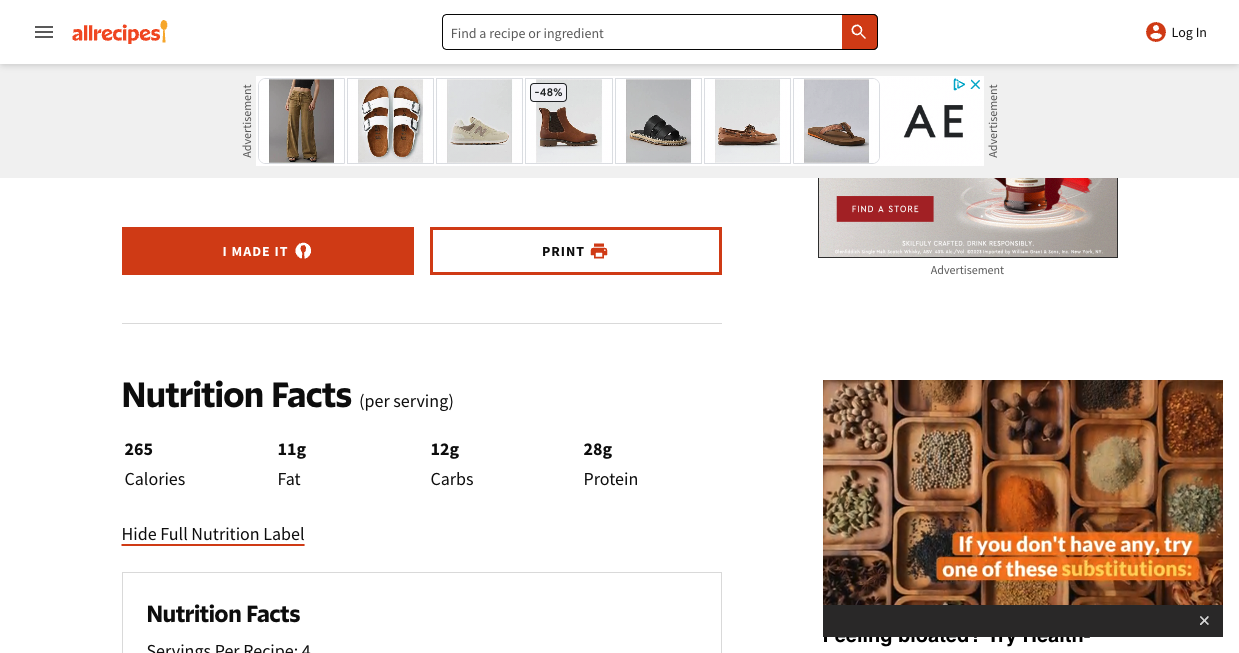 allrecipes
Find a recipe or ingredient
Log In
Advertisement
-48%
AE
Advertisement
FIND A STORE
SKILFULLY CRAFTED. DRINK RESPONSIBLY.
Advertisement
I MADE IT
PRINT
Nutrition Facts (per serving)
265
11g
12g
28g
Calories
Fat
Carbs
Protein
Hide Full Nutrition Label
If you don't have any, try
one of these substitutions:
Nutrition Facts
Servings Per Recipe: 4
Feeling bloated? Try Health-